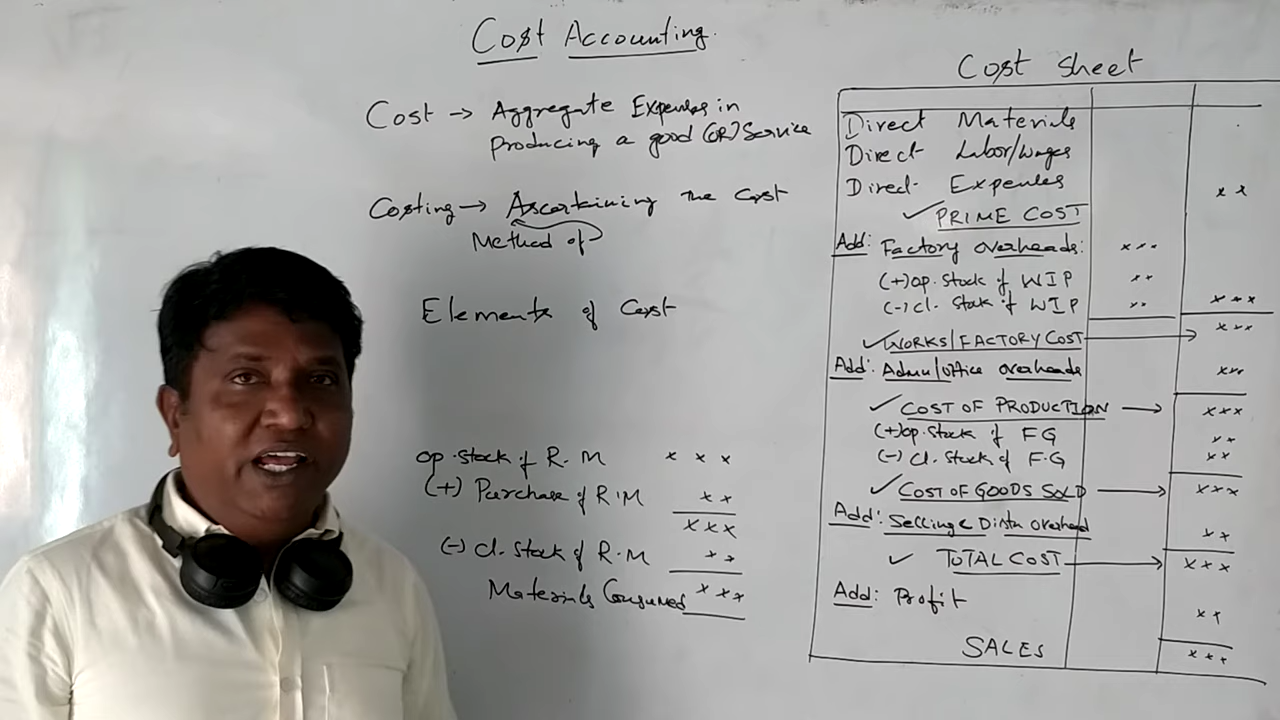 Cost Accounting.
Cost → Aggregate Expenses in
producing a good (OR) Service
Costing → Ascertaining the Cost
Method of
Elements of Cost
op. stock of R.M x x x
(+) Purchase of R.M x x
x x x
(-) cl. stock of R.M x x
Materials Consumed x x x
Cost Sheet
Direct Materials
Direct Labor/wages
Direct Expenses x x
✓ PRIME COST
Add: Factory overheads: x x x
(+) op. stock of WIP x x
(-) cl. stock of WIP x x x x x
✓ WORKS/FACTORY COST → x x x
Add: Admn/office overheads x x x
✓ COST OF PRODUCTION → x x x
(+) op. stock of FG x x
(-) cl. stock of F.G x x
✓ COST OF GOODS SOLD → x x x
Add: Selling & Distn overhead x x
✓ TOTAL COST → x x x
Add: Profit x x
SALES x x x